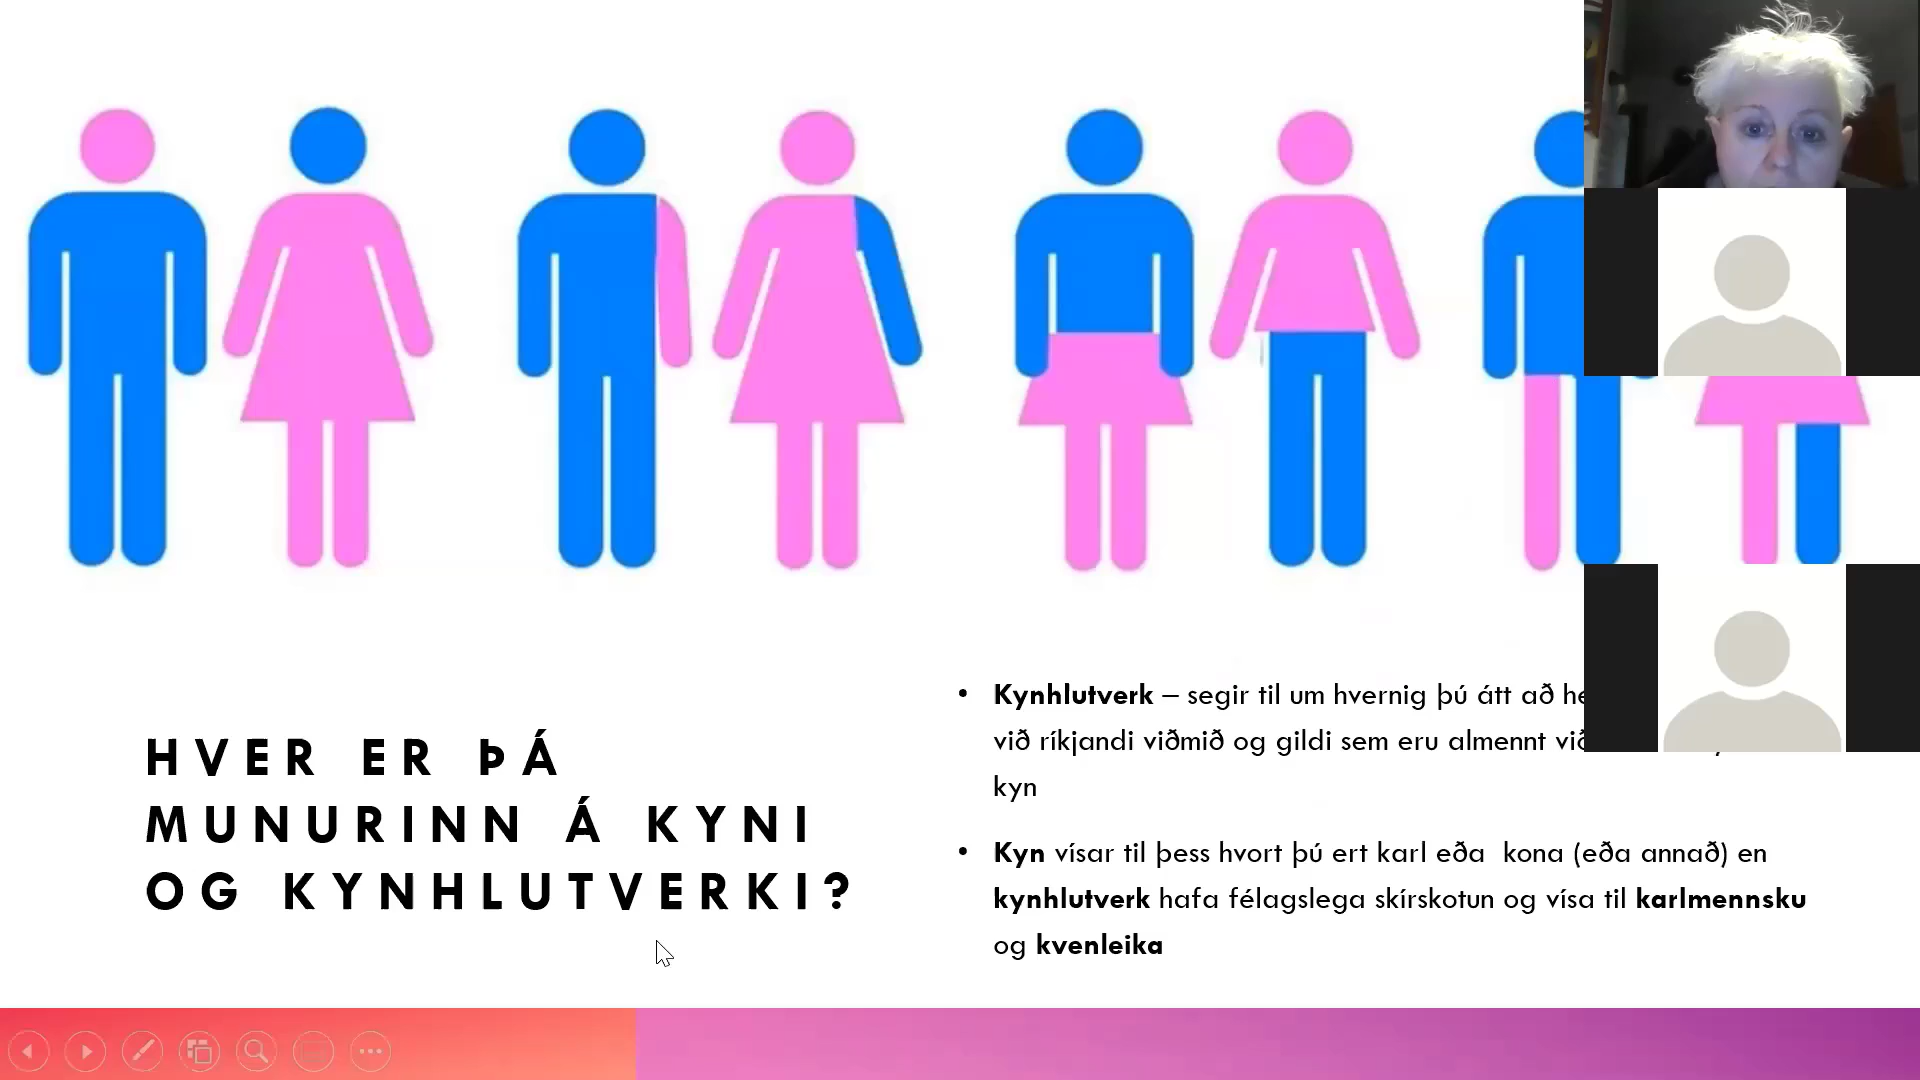 HVER ER ÞÁ
MUNURINN Á KYNI
OG KYNHLUTVERKI?
• Kynhlutverk – segir til um hvernig þú átt að
við ríkjandi viðmið og gildi sem eru almennt
kyn
• Kyn vísar til þess hvort þú ert karl eða kona (eða annað) en
kynhlutverk hafa félagslega skírskotun og vísa til karlmennsku
og kvenleika